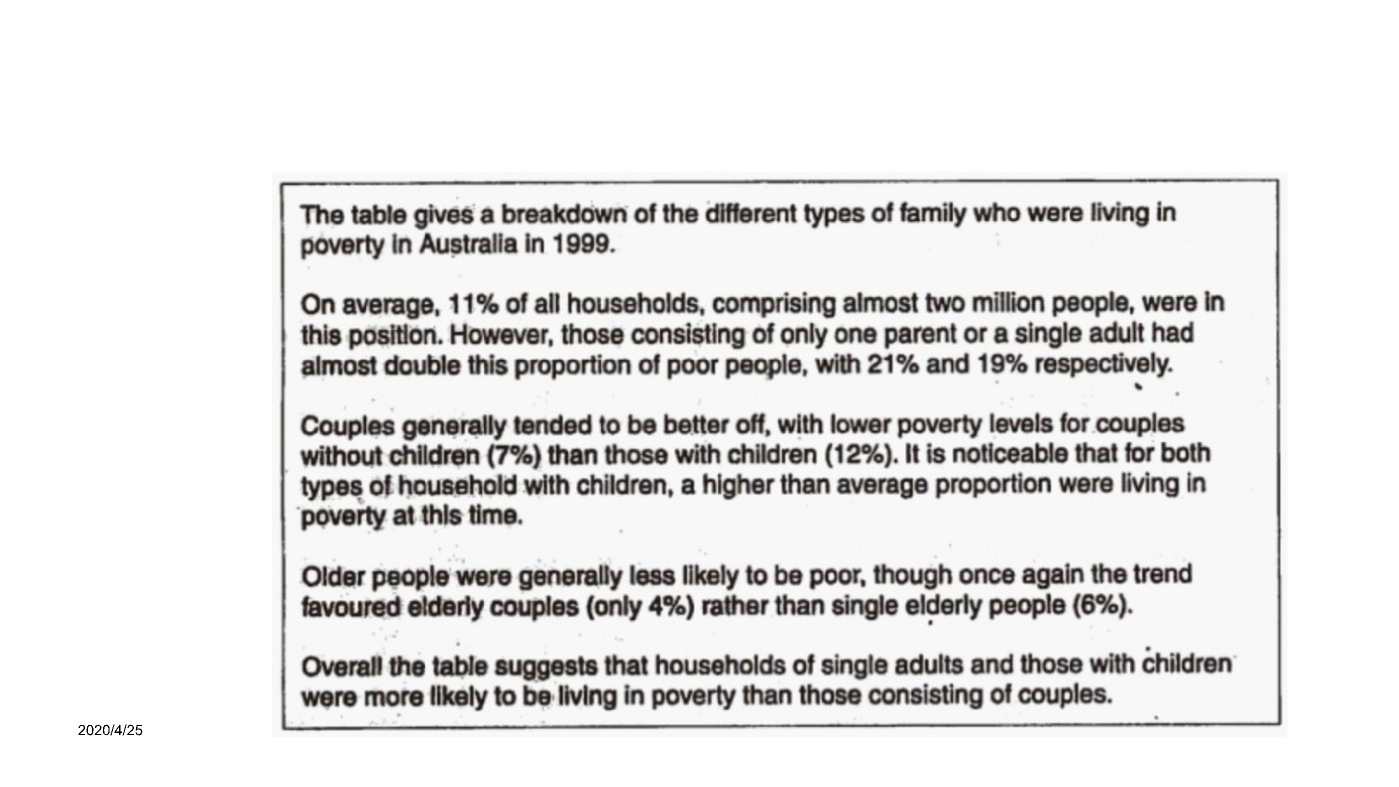 The table gives a breakdown of the different types of family who were living in
poverty in Australia in 1999.
On average, 11% of all households, comprising almost two million people, were in
this position. However, those consisting of only one parent or a single adult had
almost double this proportion of poor people, with 21% and 19% respectively.
Couples generally tended to be better off, with lower poverty levels for couples
without children (7%) than those with children (12%). It is noticeable that for both
types of household with children, a higher than average proportion were living in
poverty at this time.
Older people were generally less likely to be poor, though once again the trend
favoured elderly couples (only 4%) rather than single elderly people (6%).
Overall the table suggests that households of single adults and those with children
were more likely to be living in poverty than those consisting of couples.
2020/4/25